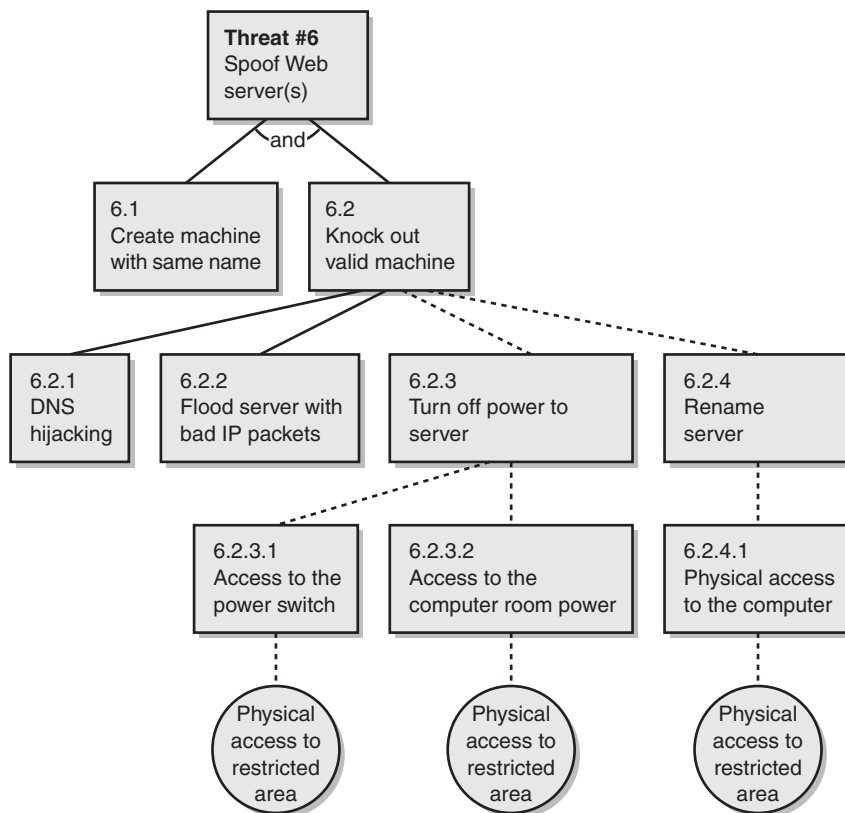 Threat #6
Spoof Web
server(s)
and
6.1
Create machine
with same name
6.2
Knock out
valid machine
6.2.1
DNS
hijacking
6.2.2
Flood server with
bad IP packets
6.2.3
Turn off power to
server
6.2.4
Rename
server
6.2.3.1
Access to the
power switch
6.2.3.2
Access to the
computer room power
6.2.4.1
Physical access
to the computer
Physical
access to
restricted
area
Physical
access to
restricted
area
Physical
access to
restricted
area